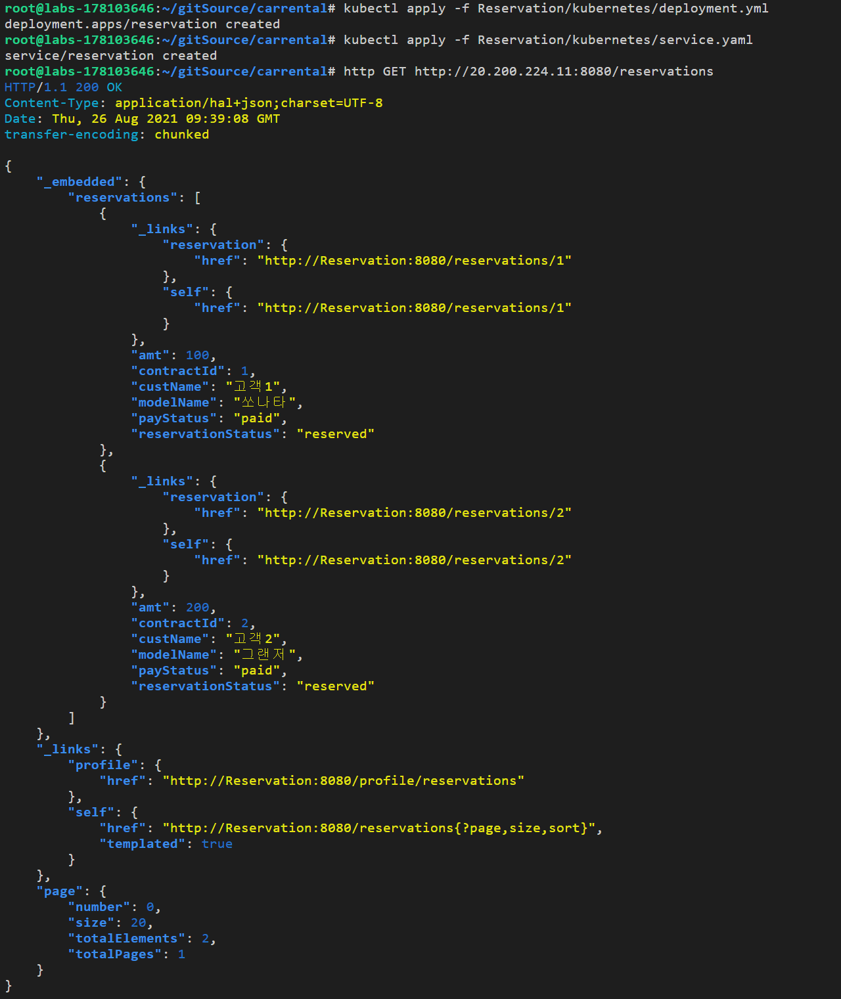 root@labs-178103646:~/gitSource/carrental# kubectl apply -f Reservation/kubernetes/deployment.yml
deployment.apps/reservation created
root@labs-178103646:~/gitSource/carrental# kubectl apply -f Reservation/kubernetes/service.yaml
service/reservation created
root@labs-178103646:~/gitSource/carrental# http GET http://20.200.224.11:8080/reservations
HTTP/1.1 200 OK
Content-Type: application/hal+json;charset=UTF-8
Date: Thu, 26 Aug 2021 09:39:08 GMT
transfer-encoding: chunked

{
    "_embedded": {
        "reservations": [
            {
                "_links": {
                    "reservation": {
                        "href": "http://Reservation:8080/reservations/1"
                    },
                    "self": {
                        "href": "http://Reservation:8080/reservations/1"
                    }
                },
                "amt": 100,
                "contractId": 1,
                "custName": "고객1",
                "modelName": "쏘나타",
                "payStatus": "paid",
                "reservationStatus": "reserved"
            },
            {
                "_links": {
                    "reservation": {
                        "href": "http://Reservation:8080/reservations/2"
                    },
                    "self": {
                        "href": "http://Reservation:8080/reservations/2"
                    }
                },
                "amt": 200,
                "contractId": 2,
                "custName": "고객2",
                "modelName": "그랜저",
                "payStatus": "paid",
                "reservationStatus": "reserved"
            }
        ]
    },
    "_links": {
        "profile": {
            "href": "http://Reservation:8080/profile/reservations"
        },
        "self": {
            "href": "http://Reservation:8080/reservations{?page,size,sort}",
            "templated": true
        }
    },
    "page": {
        "number": 0,
        "size": 20,
        "totalElements": 2,
        "totalPages": 1
    }
}